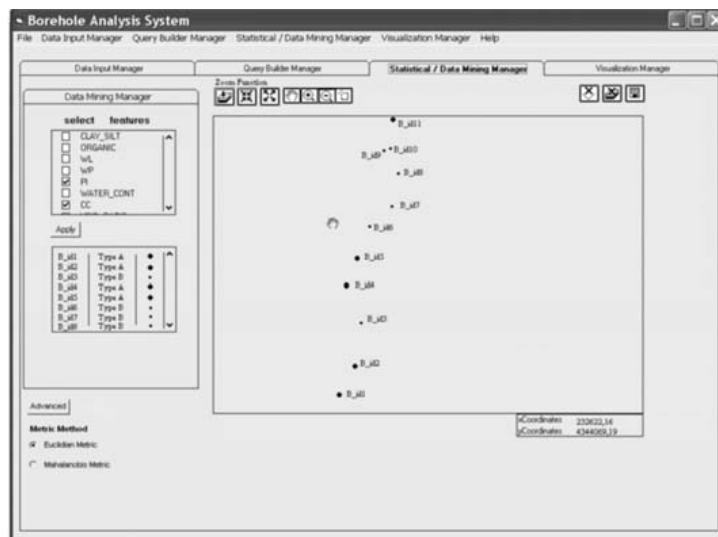 Borehole Analysis System
File Data Input Manager Query Builder Manager Statistical / Data Mining Manager Visualization Manager Help
Data Input Manager Query Builder Manager Statistical / Data Mining Manager Visualization Manager
Zoom Function
Data Mining Manager
select features
CLAY_SILT
ORGANIC
WL
WP
PI
WATER_CONT
CC
Apply
B_id1 Type A
B_id2 Type A
B_id3 Type B
B_id4 Type A
B_id5 Type A
B_id6 Type B
B_id7 Type B
B_id8 Type B
B_id11
B_id9 B_id10
B_id8
B_id7
B_id6
B_id5
B_id4
B_id3
B_id2
B_id1
Advanced
xCoordinates 232622,16
yCoordinates 4344069,19
Metric Method
Euclidian Metric
Mahalanobis Metric